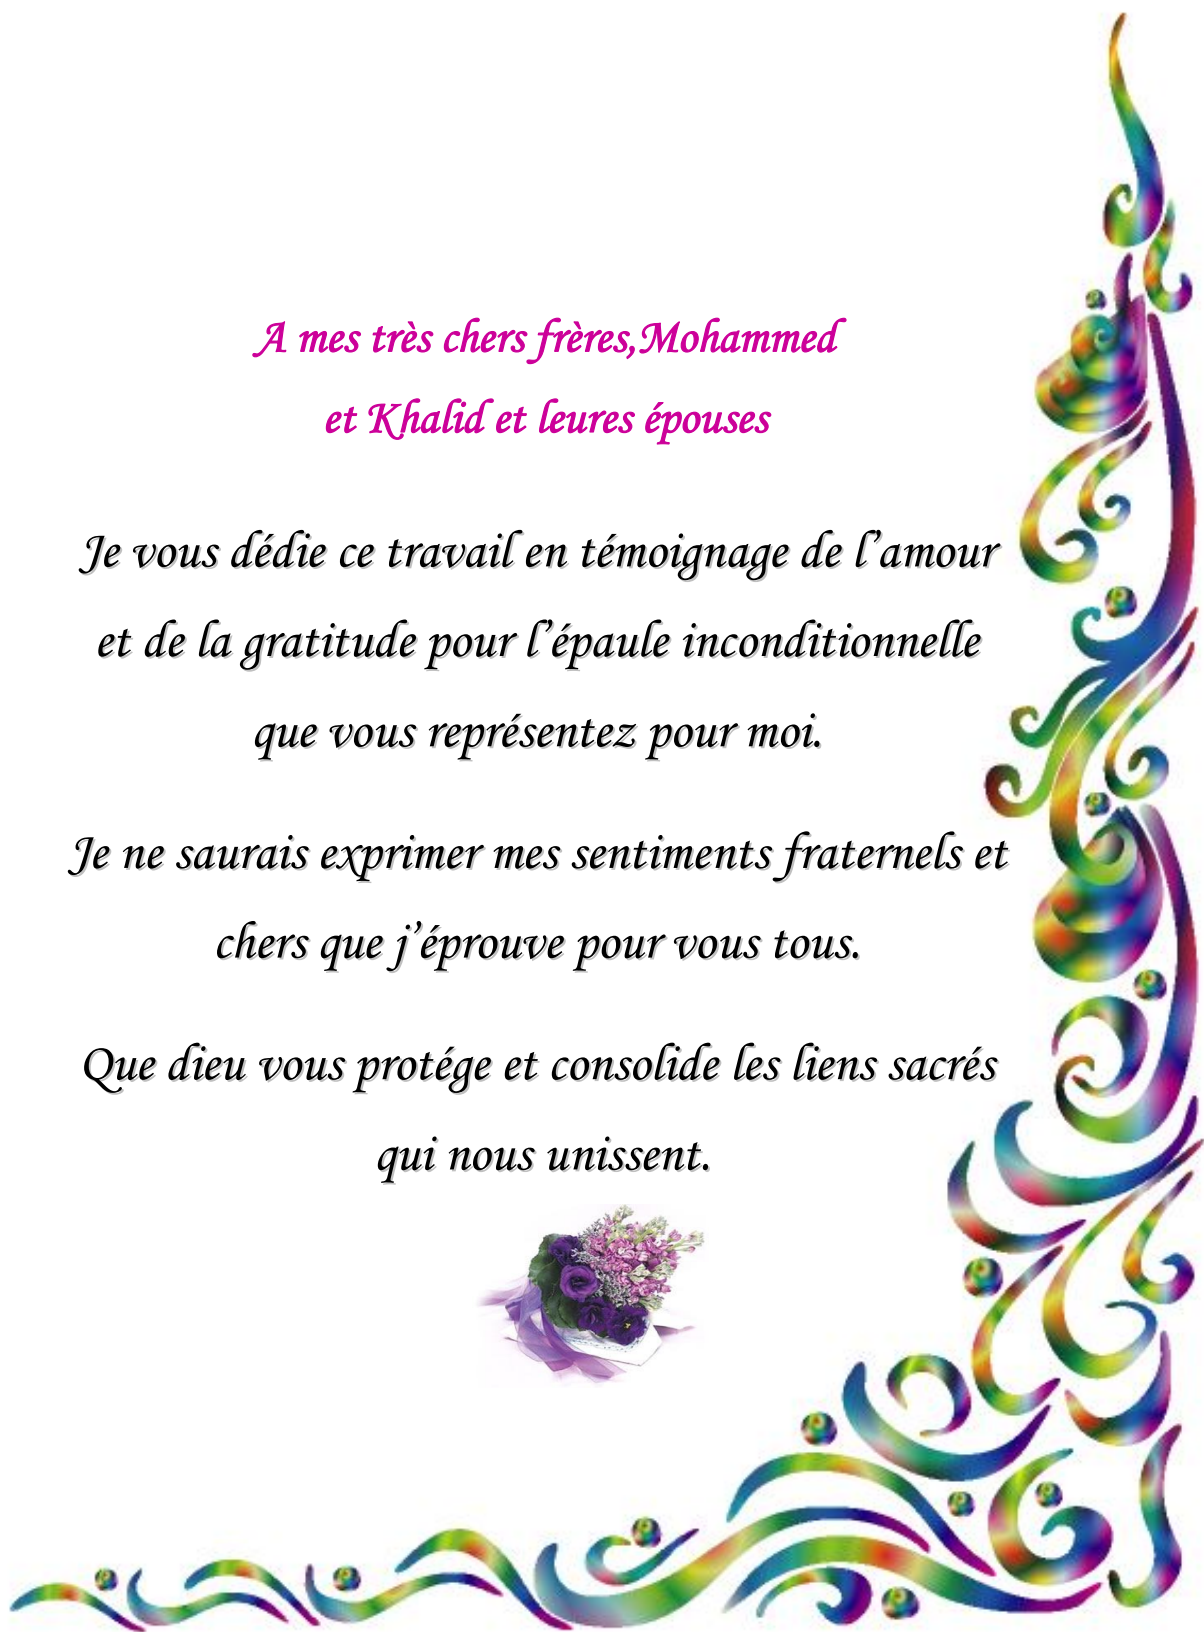 A mes très chers frères,Mohammed
et Khalid et leures épouses
Je vous dédie ce travail en témoignage de l’amour
et de la gratitude pour l’épaule inconditionnelle
que vous représentez pour moi.
Je ne saurais exprimer mes sentiments fraternels et
chers que j’éprouve pour vous tous.
Que dieu vous protége et consolide les liens sacrés
qui nous unissent.